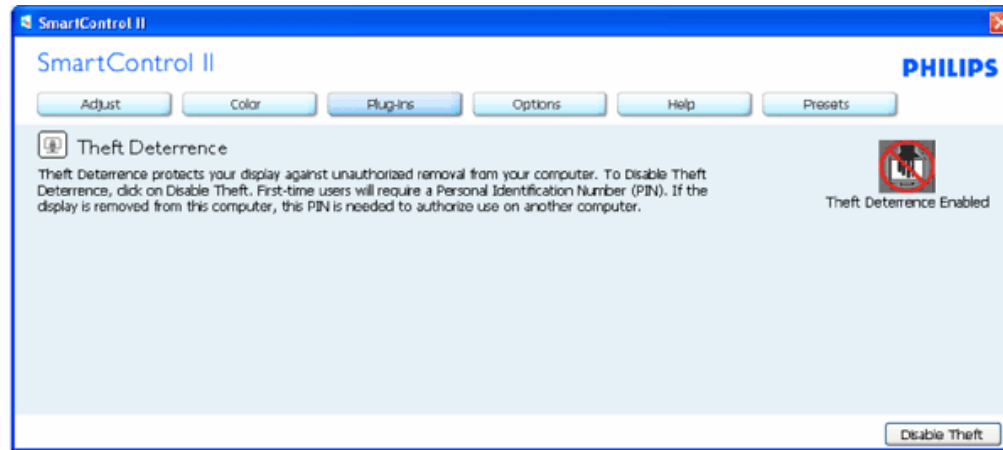 SmartControl II
SmartControl II
PHILIPS
Adjust Color Plug-Ins Options Help Presets
Theft Deterrence
Theft Deterrence protects your display against unauthorized removal from your computer. To Disable Theft
Deterrence, click on Disable Theft. First-time users will require a Personal Identification Number (PIN). If the
display is removed from this computer, this PIN is needed to authorize use on another computer.
Theft Deterrence Enabled
Disable Theft